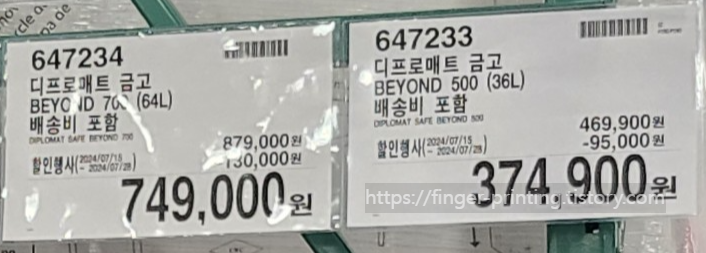 647234
디프로매트 금고
BEYOND 700 (64L)
배송비 포함
DIPLOMAT SAFE BEYOND 700
879,000원
할인행사(2024/07/15 ~ 2024/07/28)
130,000원
749,000원
647233
디프로매트 금고
BEYOND 500 (36L)
배송비 포함
DIPLOMAT SAFE BEYOND 500
469,900원
할인행사(2024/07/15 ~ 2024/07/28)
-95,000원
374,900원
https://finger-printing.tistory.com